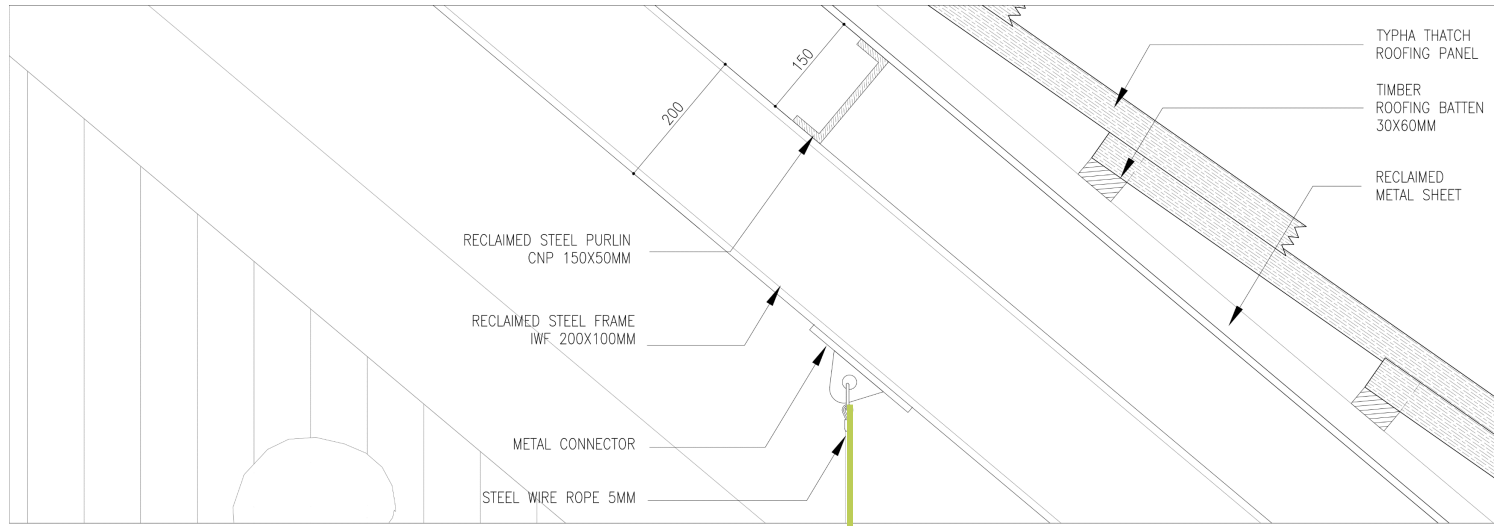 TYPHA THATCH
ROOFING PANEL
TIMBER
ROOFING BATTEN
30X60MM
RECLAIMED
METAL SHEET
150
200
RECLAIMED STEEL PURLIN
CNP 150X50MM
RECLAIMED STEEL FRAME
IWF 200X100MM
METAL CONNECTOR
STEEL WIRE ROPE 5MM